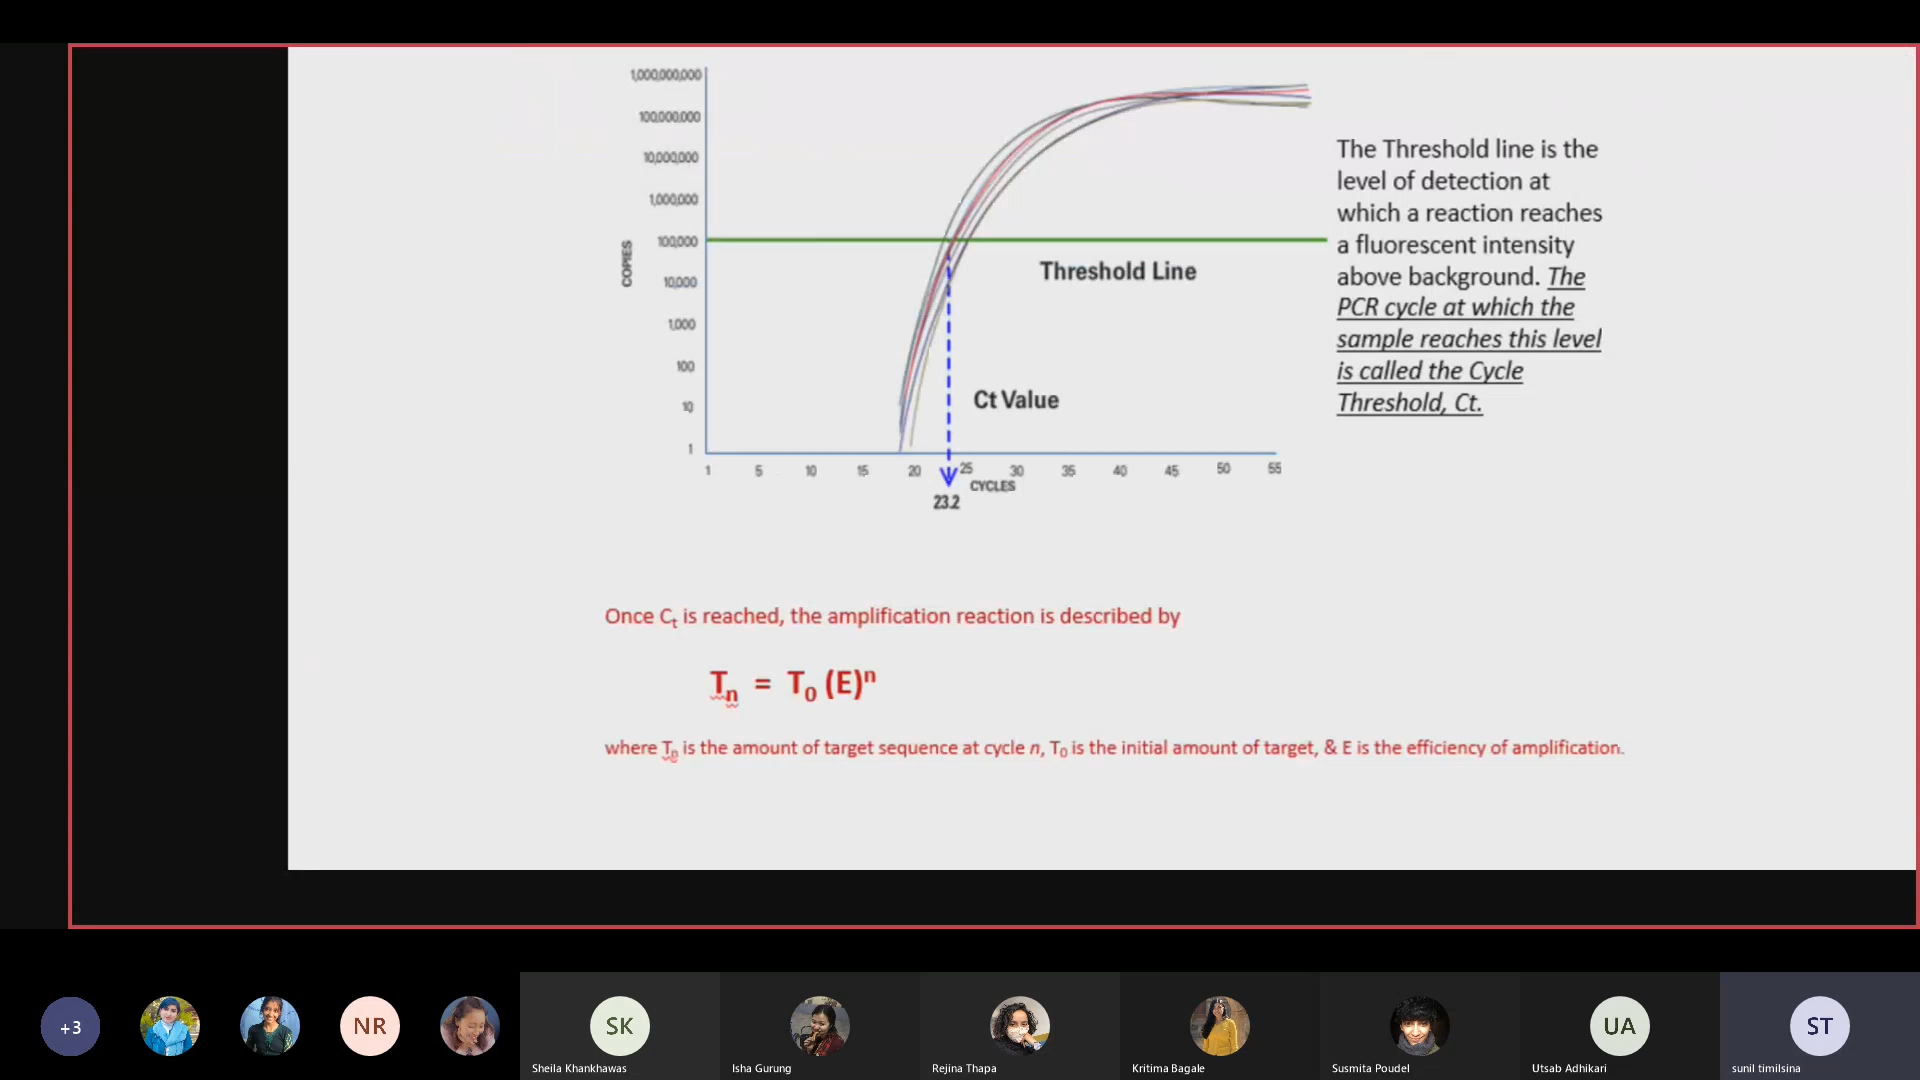 1,000,000,000
100,000,000
10,000,000
1,000,000
100,000
10,000
1,000
100
10
1
COPIES
Threshold Line
Ct Value
1 5 10 15 20 25 30 35 40 45 50 55
CYCLES
23.2
The Threshold line is the
level of detection at
which a reaction reaches
a fluorescent intensity
above background. The
PCR cycle at which the
sample reaches this level
is called the Cycle
Threshold, Ct.
Once Ct is reached, the amplification reaction is described by
Tn = T0 (E)n
where Tn is the amount of target sequence at cycle n, T0 is the initial amount of target, & E is the efficiency of amplification.
+3
NR
SK
UA
ST
Sheila Khankhawas
Isha Gurung
Rejina Thapa
Kritima Bagale
Susmita Poudel
Utsab Adhikari
sunil timilsina